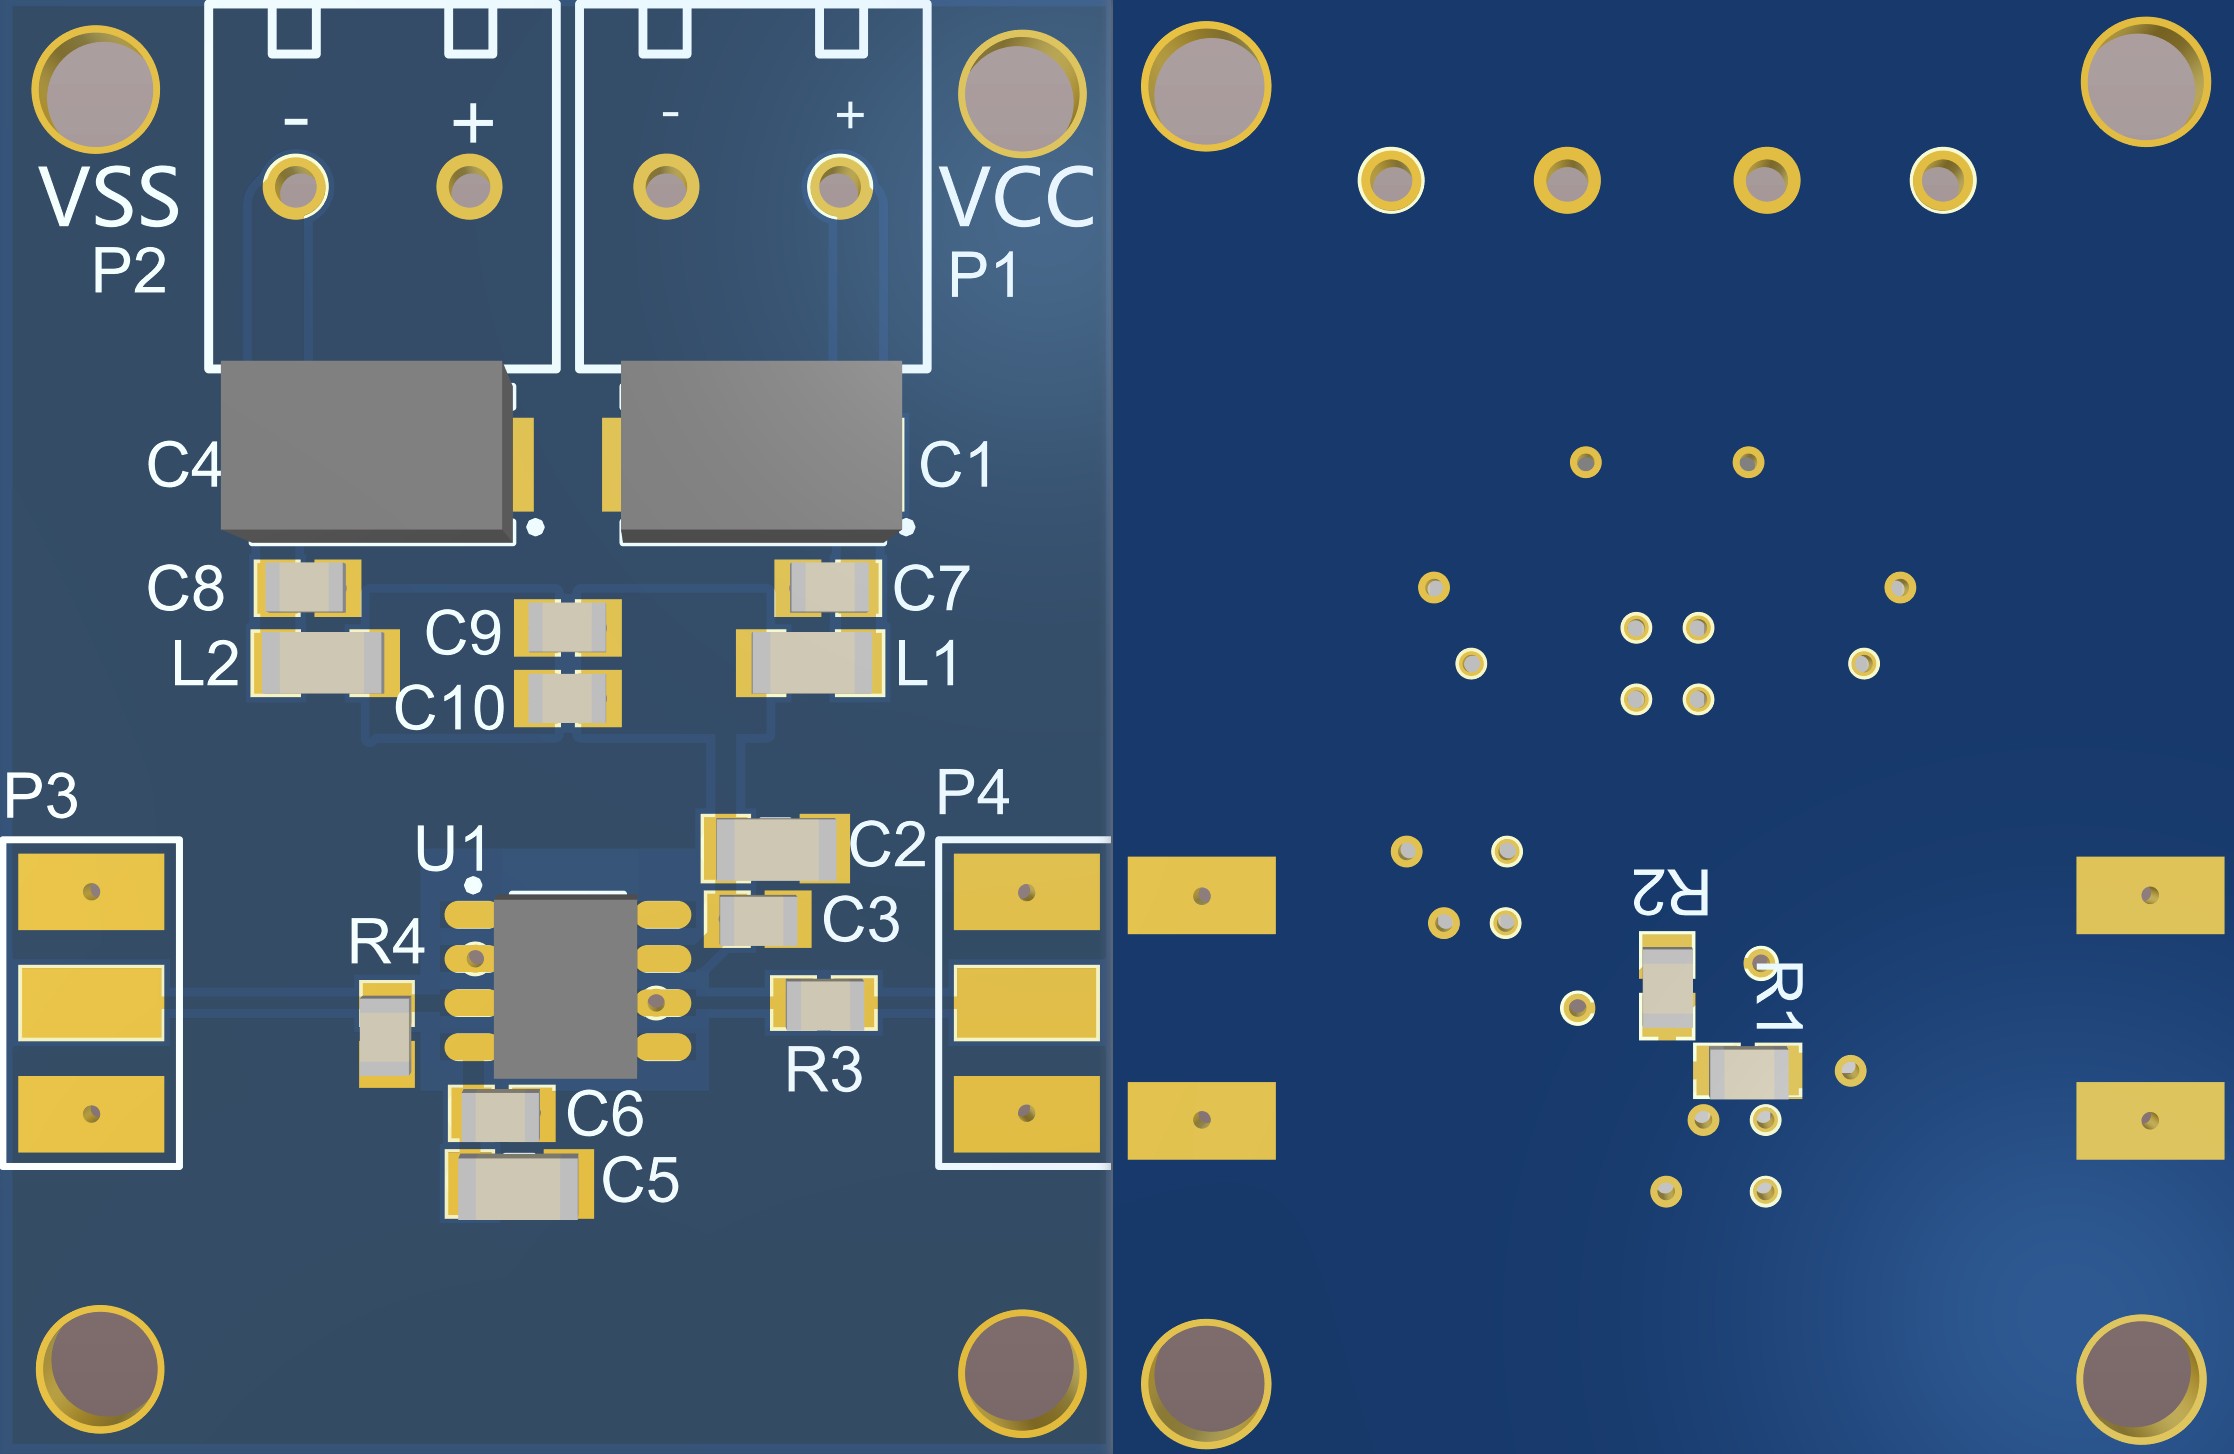 - + - +
VSS VCC
P2 P1
C4 C1
C8 C7
C9
L2 L1
C10
P3 P4
U1 C2
R2
C3
R4
R1
R3
C6
C5